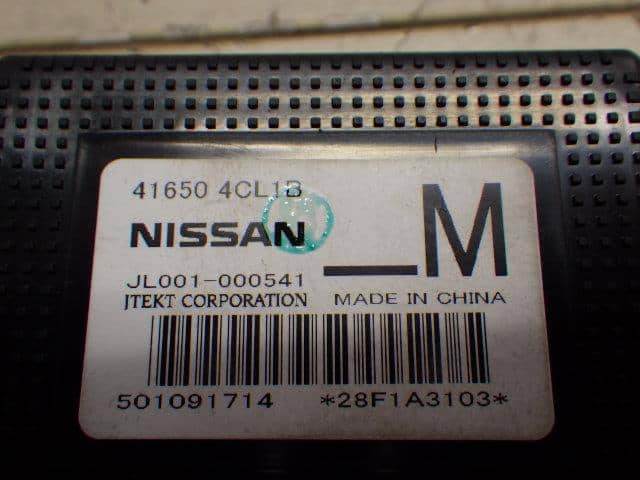 41650 4CL1B
NISSAN
_M
JL001-000541
JTEKT CORPORATION MADE IN CHINA
501091714 *28F1A3103*